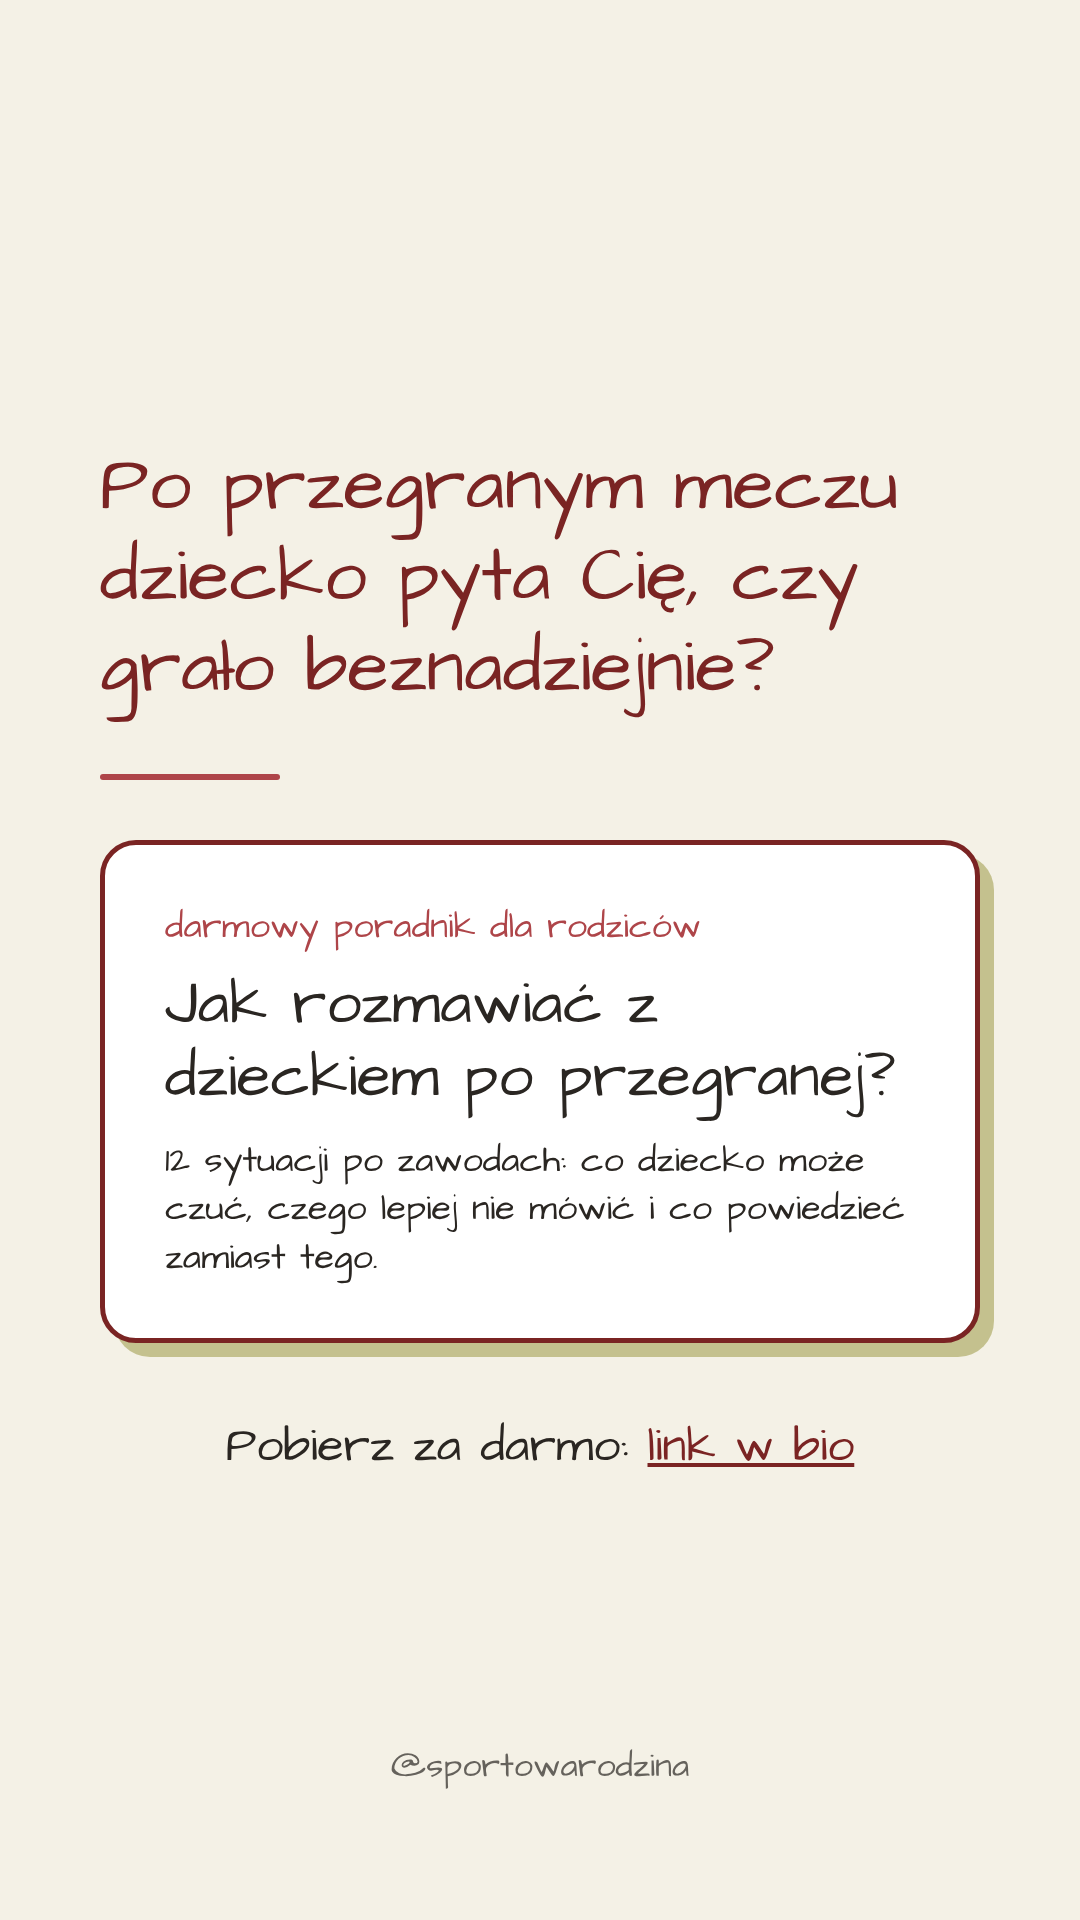 Po przegranym meczu
dziecko pyta Cię, czy
grało beznadziejnie?
darmowy poradnik dla rodziców
Jak rozmawiać z
dzieckiem po przegranej?
12 sytuacji po zawodach: co dziecko może
czuć, czego lepiej nie mówić i co powiedzieć
zamiast tego.
Pobierz za darmo: link w bio
@sportowarodzina